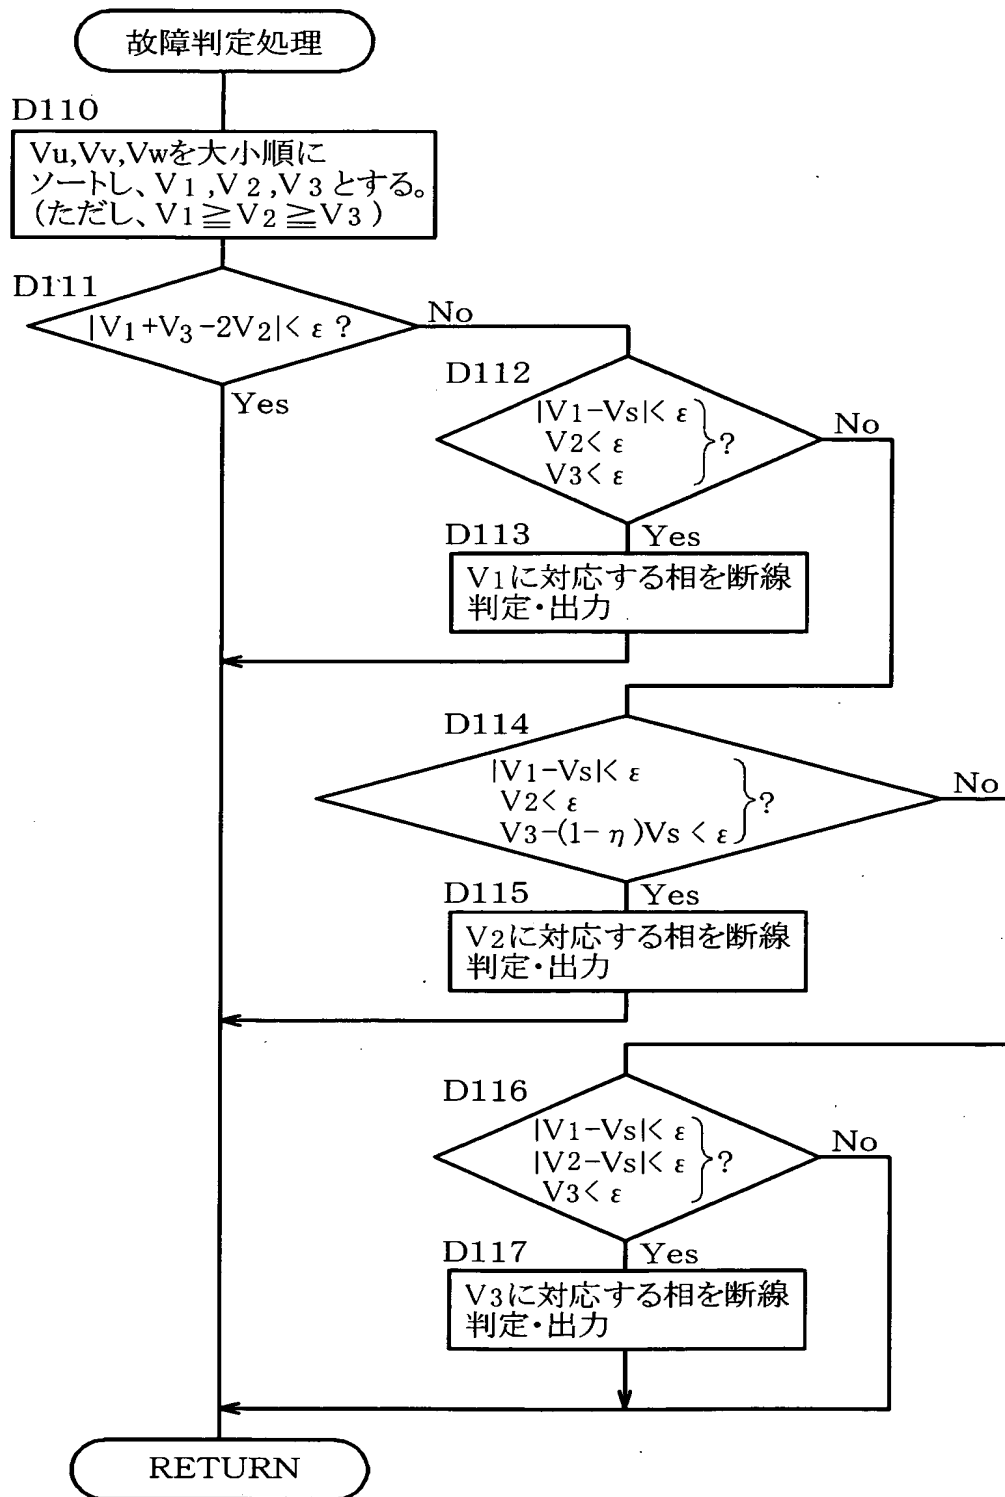 故障判定処理
D110
Vu,Vv,Vwを大小順に
ソートし、V1,V2,V3とする。
(ただし、V1≧V2≧V3)
D111
|V1+V3-2V2|< ε ?
No
Yes
D112
|V1-Vs|< ε
V2< ε
V3< ε
?
No
Yes
D113
V1に対応する相を断線
判定・出力
D114
|V1-Vs|< ε
V2< ε
V3-(1-η)Vs < ε
?
No
Yes
D115
V2に対応する相を断線
判定・出力
D116
|V1-Vs|< ε
|V2-Vs|< ε
V3< ε
?
No
Yes
D117
V3に対応する相を断線
判定・出力
RETURN